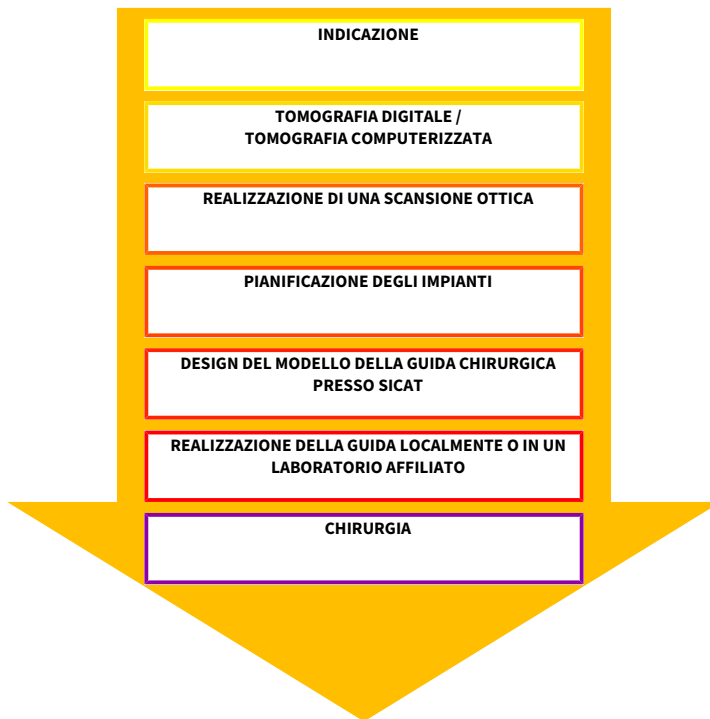 INDICAZIONE
TOMOGRAFIA DIGITALE /
TOMOGRAFIA COMPUTERIZZATA
REALIZZAZIONE DI UNA SCANSIONE OTTICA
PIANIFICAZIONE DEGLI IMPIANTI
DESIGN DEL MODELLO DELLA GUIDA CHIRURGICA
PRESSO SICAT
REALIZZAZIONE DELLA GUIDA LOCALMENTE O IN UN
LABORATORIO AFFILIATO
CHIRURGIA